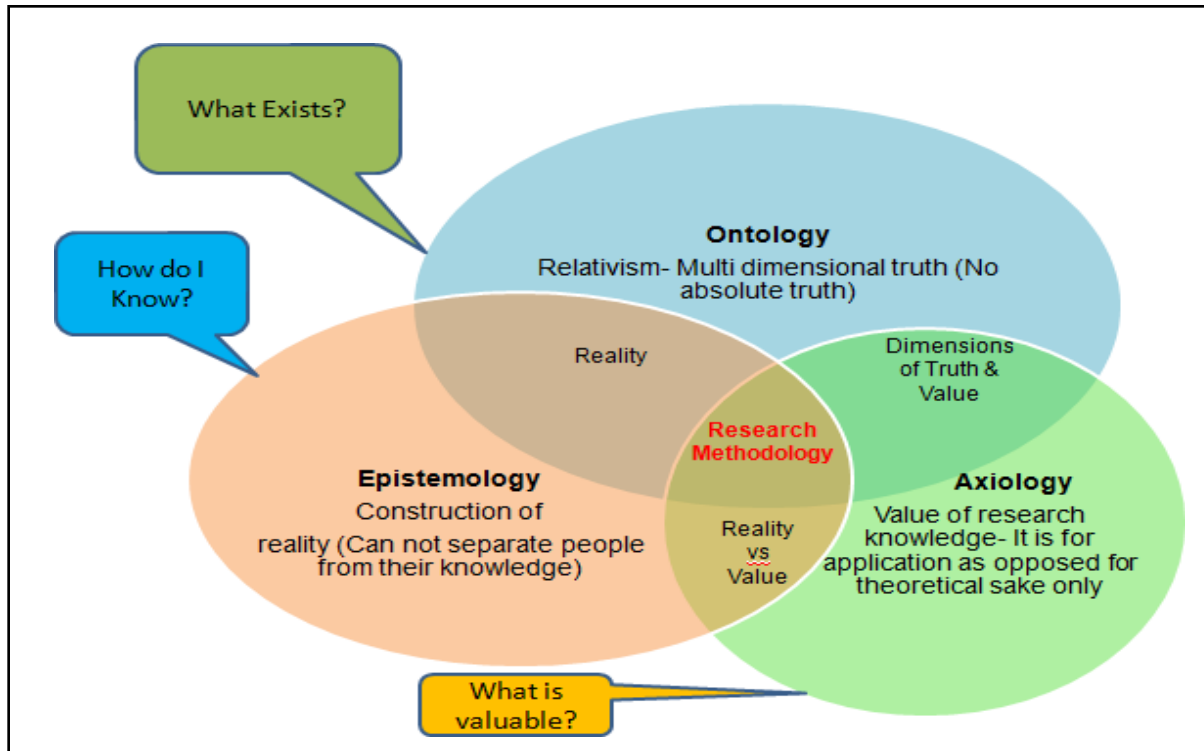 What Exists?
How do I
Know?
Ontology
Relativism- Multi dimensional truth (No
absolute truth)
Reality
Dimensions
of Truth &
Value
Research
Methodology
Epistemology
Construction of
reality (Can not separate people
from their knowledge)
Axiology
Value of research
knowledge- It is for
application as opposed for
theoretical sake only
Reality
vs
Value
What is
valuable?